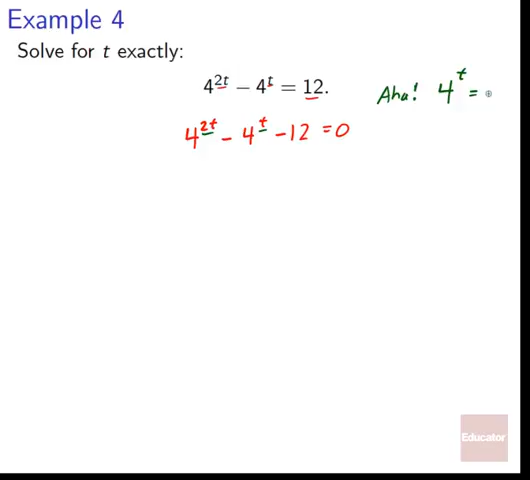 Example 4
Solve for t exactly:
4^{2t} − 4^t = 12.
Aha! 4^t =
4^{2t} - 4^t - 12 = 0
Educator